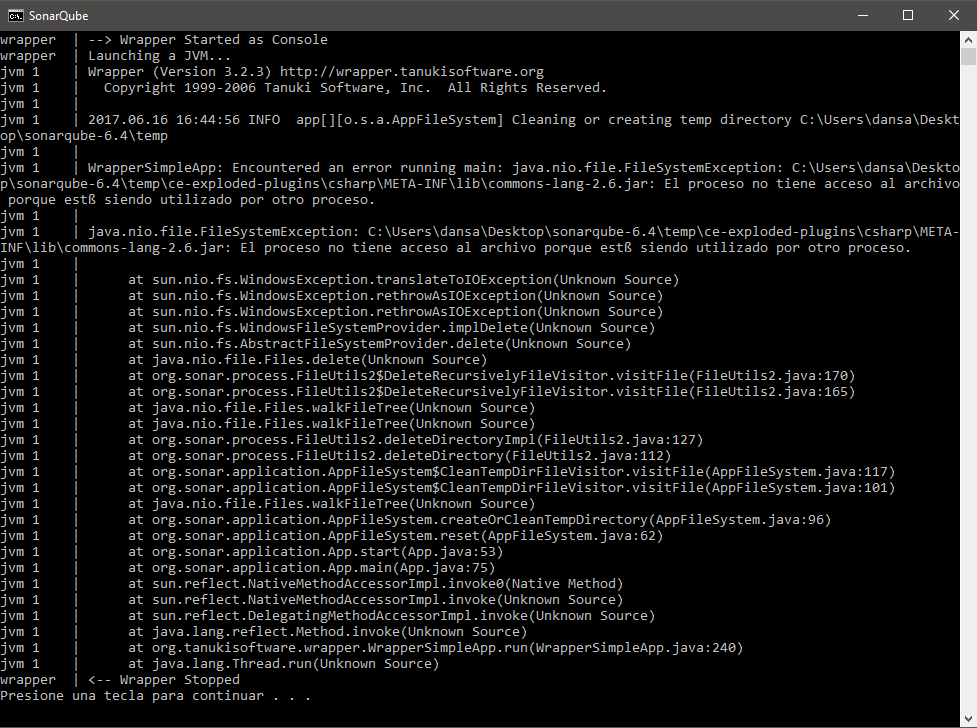 SonarQube
wrapper  | --> Wrapper Started as Console
wrapper  | Launching a JVM...
jvm 1    | Wrapper (Version 3.2.3) http://wrapper.tanukisoftware.org
jvm 1    |   Copyright 1999-2006 Tanuki Software, Inc.  All Rights Reserved.
jvm 1    |
jvm 1    | 2017.06.16 16:44:56 INFO  app[][o.s.a.AppFileSystem] Cleaning or creating temp directory C:\Users\dansa\Deskt
op\sonarqube-6.4\temp
jvm 1    |
jvm 1    | WrapperSimpleApp: Encountered an error running main: java.nio.file.FileSystemException: C:\Users\dansa\Deskto
p\sonarqube-6.4\temp\ce-exploded-plugins\csharp\META-INF\lib\commons-lang-2.6.jar: El proceso no tiene acceso al archivo
 porque estß siendo utilizado por otro proceso.
jvm 1    |
jvm 1    | java.nio.file.FileSystemException: C:\Users\dansa\Desktop\sonarqube-6.4\temp\ce-exploded-plugins\csharp\META-
INF\lib\commons-lang-2.6.jar: El proceso no tiene acceso al archivo porque estß siendo utilizado por otro proceso.
jvm 1    |
jvm 1    |      at sun.nio.fs.WindowsException.translateToIOException(Unknown Source)
jvm 1    |      at sun.nio.fs.WindowsException.rethrowAsIOException(Unknown Source)
jvm 1    |      at sun.nio.fs.WindowsException.rethrowAsIOException(Unknown Source)
jvm 1    |      at sun.nio.fs.WindowsFileSystemProvider.implDelete(Unknown Source)
jvm 1    |      at sun.nio.fs.AbstractFileSystemProvider.delete(Unknown Source)
jvm 1    |      at java.nio.file.Files.delete(Unknown Source)
jvm 1    |      at org.sonar.process.FileUtils2$DeleteRecursivelyFileVisitor.visitFile(FileUtils2.java:170)
jvm 1    |      at org.sonar.process.FileUtils2$DeleteRecursivelyFileVisitor.visitFile(FileUtils2.java:165)
jvm 1    |      at java.nio.file.Files.walkFileTree(Unknown Source)
jvm 1    |      at java.nio.file.Files.walkFileTree(Unknown Source)
jvm 1    |      at org.sonar.process.FileUtils2.deleteDirectoryImpl(FileUtils2.java:127)
jvm 1    |      at org.sonar.process.FileUtils2.deleteDirectory(FileUtils2.java:112)
jvm 1    |      at org.sonar.application.AppFileSystem$CleanTempDirFileVisitor.visitFile(AppFileSystem.java:117)
jvm 1    |      at org.sonar.application.AppFileSystem$CleanTempDirFileVisitor.visitFile(AppFileSystem.java:101)
jvm 1    |      at java.nio.file.Files.walkFileTree(Unknown Source)
jvm 1    |      at org.sonar.application.AppFileSystem.createOrCleanTempDirectory(AppFileSystem.java:96)
jvm 1    |      at org.sonar.application.AppFileSystem.reset(AppFileSystem.java:62)
jvm 1    |      at org.sonar.application.App.start(App.java:53)
jvm 1    |      at org.sonar.application.App.main(App.java:75)
jvm 1    |      at sun.reflect.NativeMethodAccessorImpl.invoke0(Native Method)
jvm 1    |      at sun.reflect.NativeMethodAccessorImpl.invoke(Unknown Source)
jvm 1    |      at sun.reflect.DelegatingMethodAccessorImpl.invoke(Unknown Source)
jvm 1    |      at java.lang.reflect.Method.invoke(Unknown Source)
jvm 1    |      at org.tanukisoftware.wrapper.WrapperSimpleApp.run(WrapperSimpleApp.java:240)
jvm 1    |      at java.lang.Thread.run(Unknown Source)
wrapper  | <-- Wrapper Stopped
Presione una tecla para continuar . . .